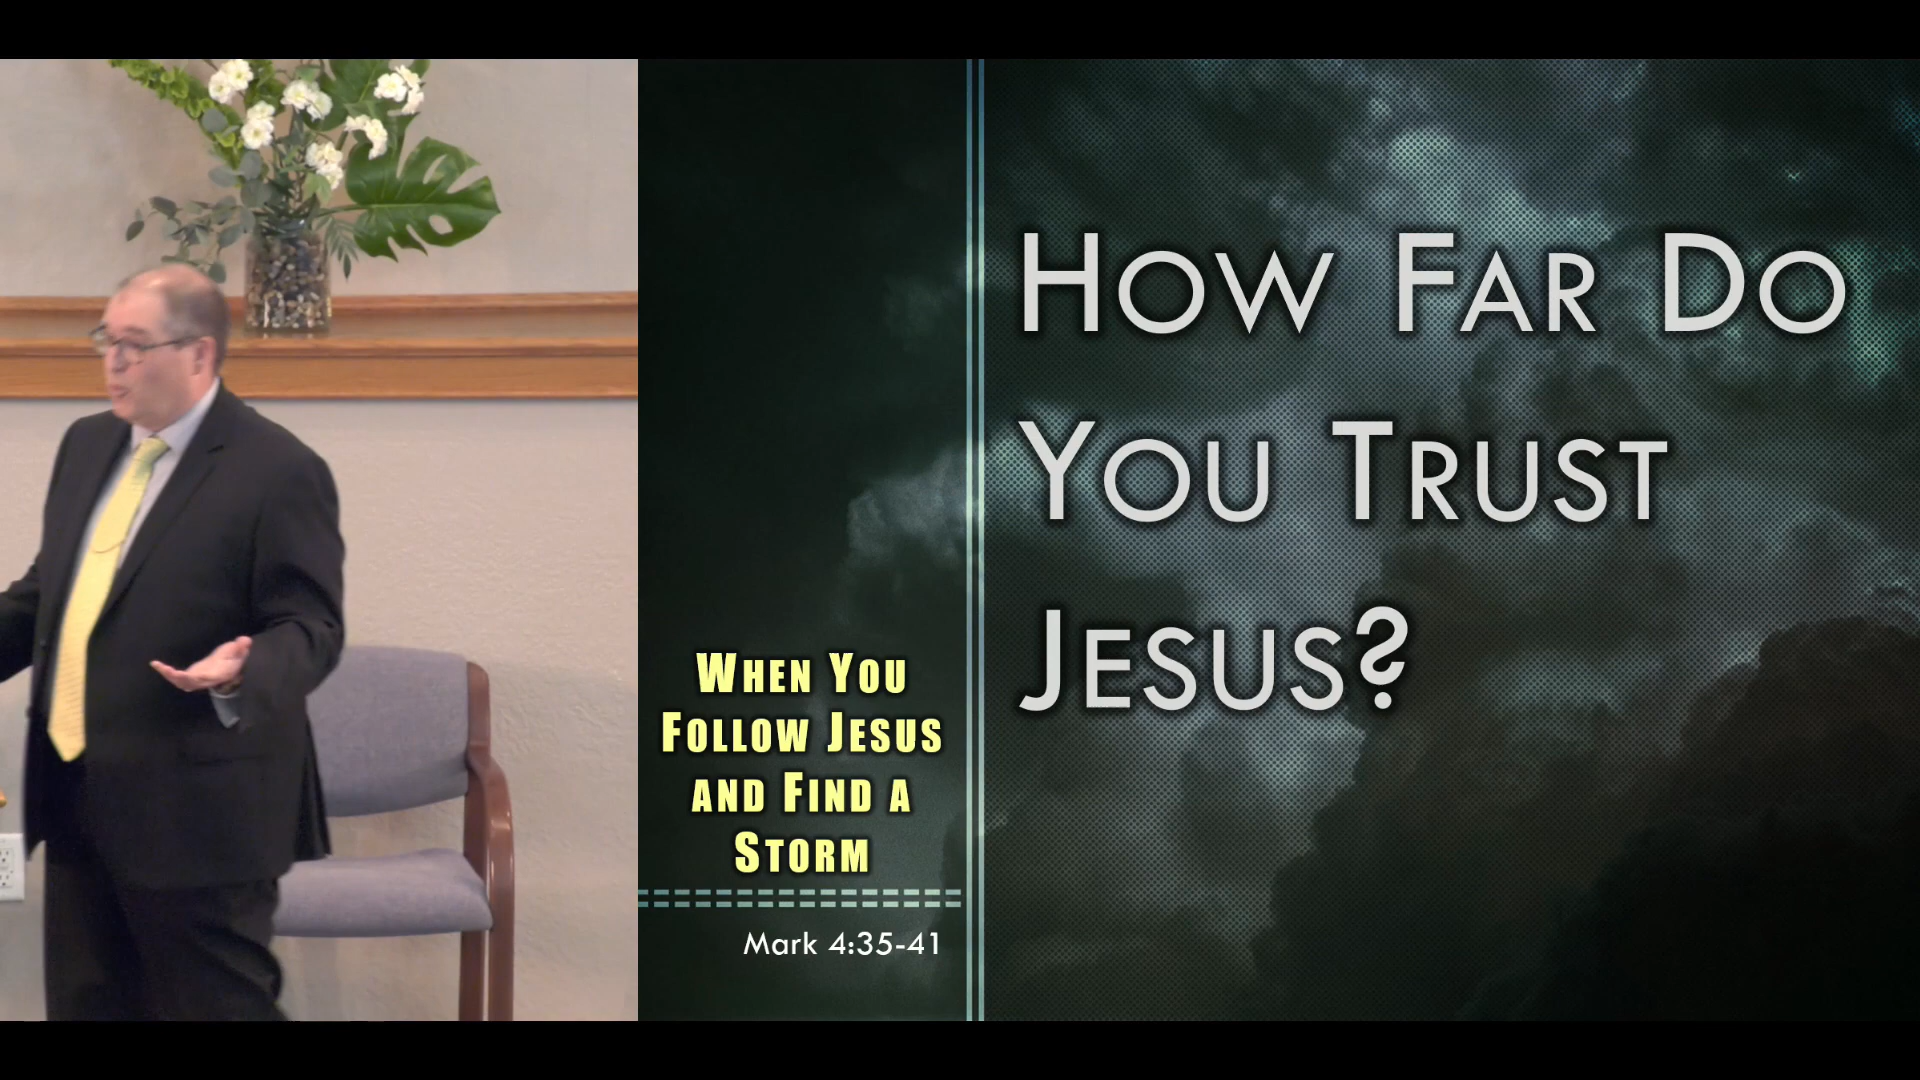 How Far Do
You Trust
Jesus?
When You
Follow Jesus
and Find a
Storm
Mark 4:35-41